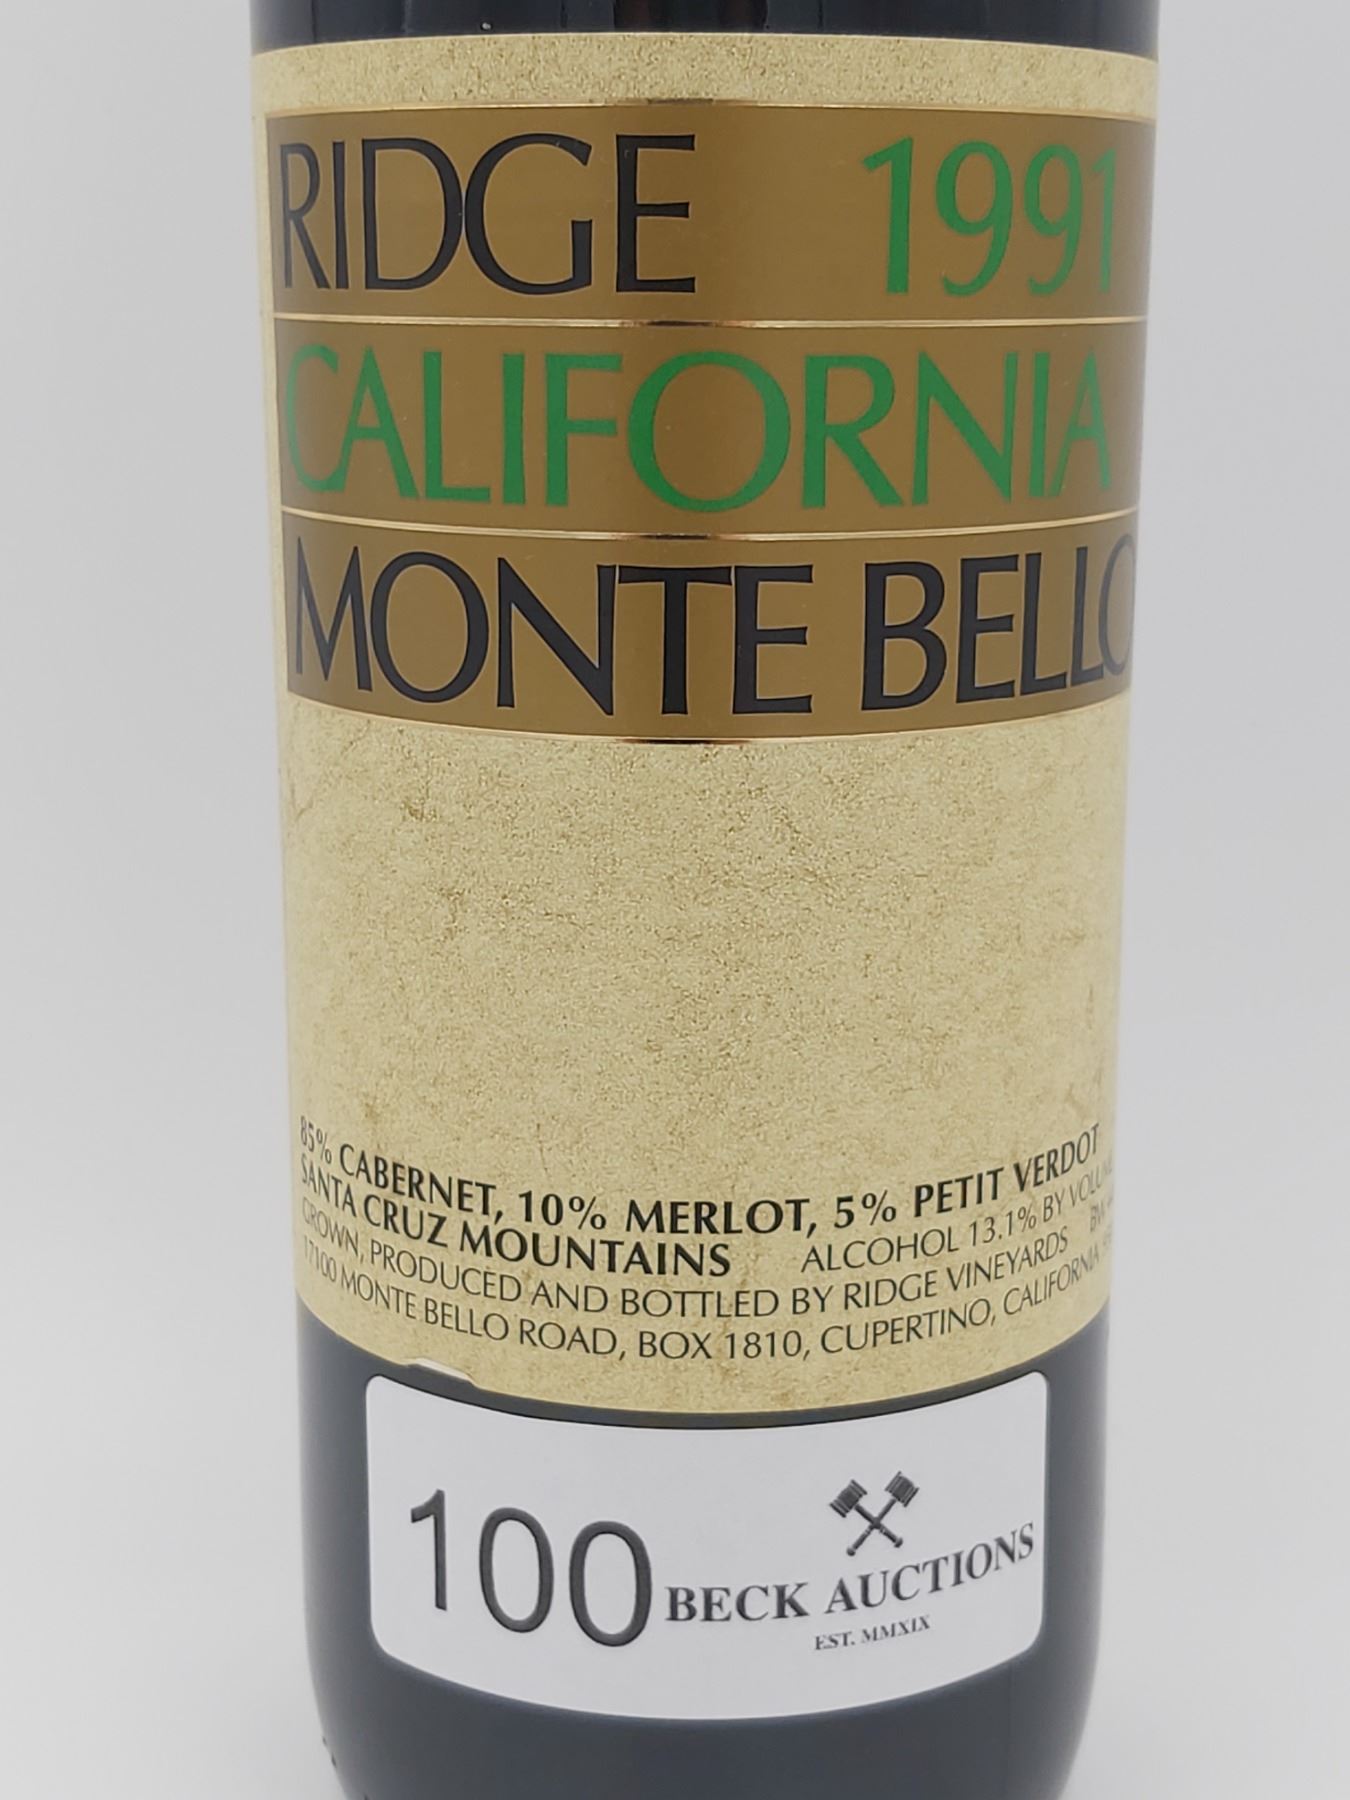 RIDGE 1991
CALIFORNIA
MONTE BELLO
85% CABERNET, 10% MERLOT, 5% PETIT VERDOT
SANTA CRUZ MOUNTAINS ALCOHOL 13.1% BY VOLUME
GROWN, PRODUCED AND BOTTLED BY RIDGE VINEYARDS BW
17100 MONTE BELLO ROAD, BOX 1810, CUPERTINO, CALIFORNIA
100
BECK AUCTIONS
EST. MMXIX